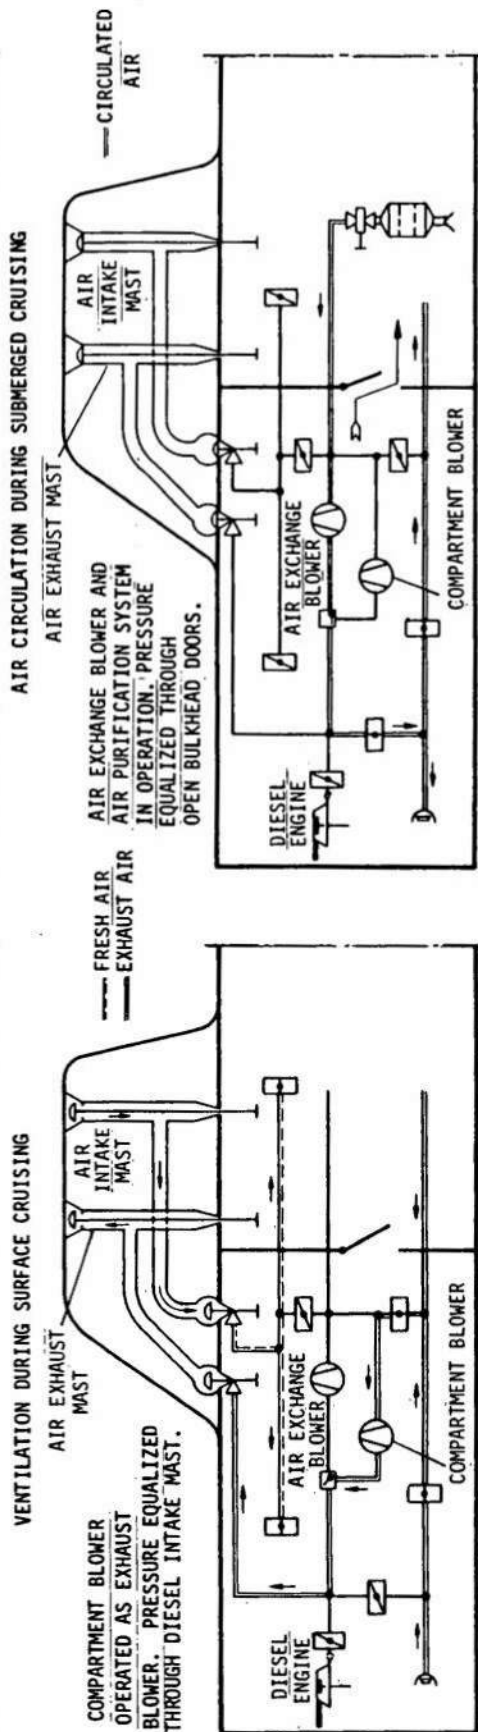 VENTILATION DURING SURFACE CRUISING
AIR EXHAUST
MAST
AIR
INTAKE
MAST
FRESH AIR
EXHAUST AIR
COMPARTMENT BLOWER
OPERATED AS EXHAUST
BLOWER. PRESSURE EQUALIZED
THROUGH DIESEL INTAKE MAST.
DIESEL
ENGINE
AIR EXCHANGE
BLOWER
COMPARTMENT BLOWER
AIR CIRCULATION DURING SUBMERGED CRUISING
AIR EXHAUST MAST
AIR
INTAKE
MAST
CIRCULATED
AIR
AIR EXCHANGE BLOWER AND
AIR PURIFICATION SYSTEM
IN OPERATION. PRESSURE
EQUALIZED THROUGH
OPEN BULKHEAD DOORS.
DIESEL
ENGINE
AIR EXCHANGE
BLOWER
COMPARTMENT BLOWER